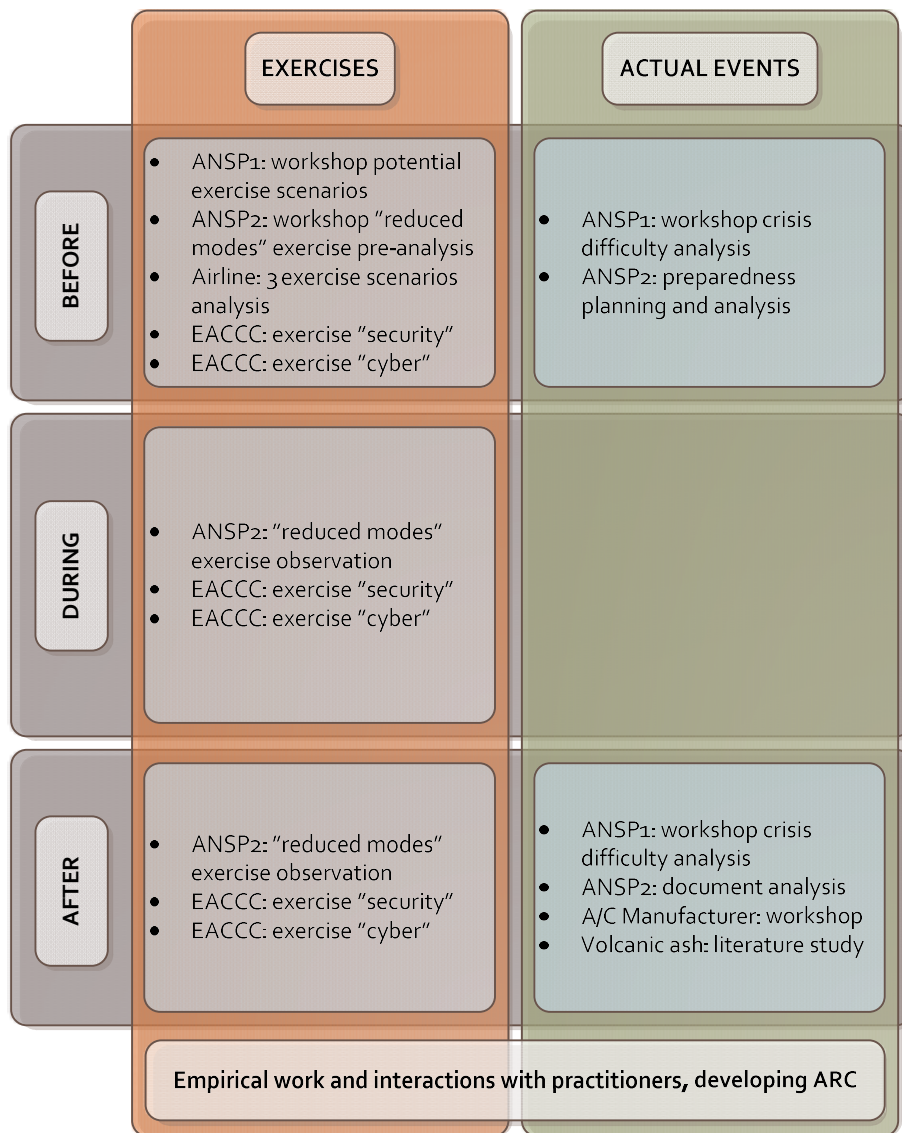 EXERCISES
ACTUAL EVENTS
BEFORE
• ANSP1: workshop potential
exercise scenarios
• ANSP2: workshop "reduced
modes" exercise pre-analysis
• Airline: 3 exercise scenarios
analysis
• EACCC: exercise "security"
• EACCC: exercise "cyber"
• ANSP1: workshop crisis
difficulty analysis
• ANSP2: preparedness
planning and analysis
DURING
• ANSP2: "reduced modes"
exercise observation
• EACCC: exercise "security"
• EACCC: exercise "cyber"
AFTER
• ANSP2: "reduced modes"
exercise observation
• EACCC: exercise "security"
• EACCC: exercise "cyber"
• ANSP1: workshop crisis
difficulty analysis
• ANSP2: document analysis
• A/C Manufacturer: workshop
• Volcanic ash: literature study
Empirical work and interactions with practitioners, developing ARC